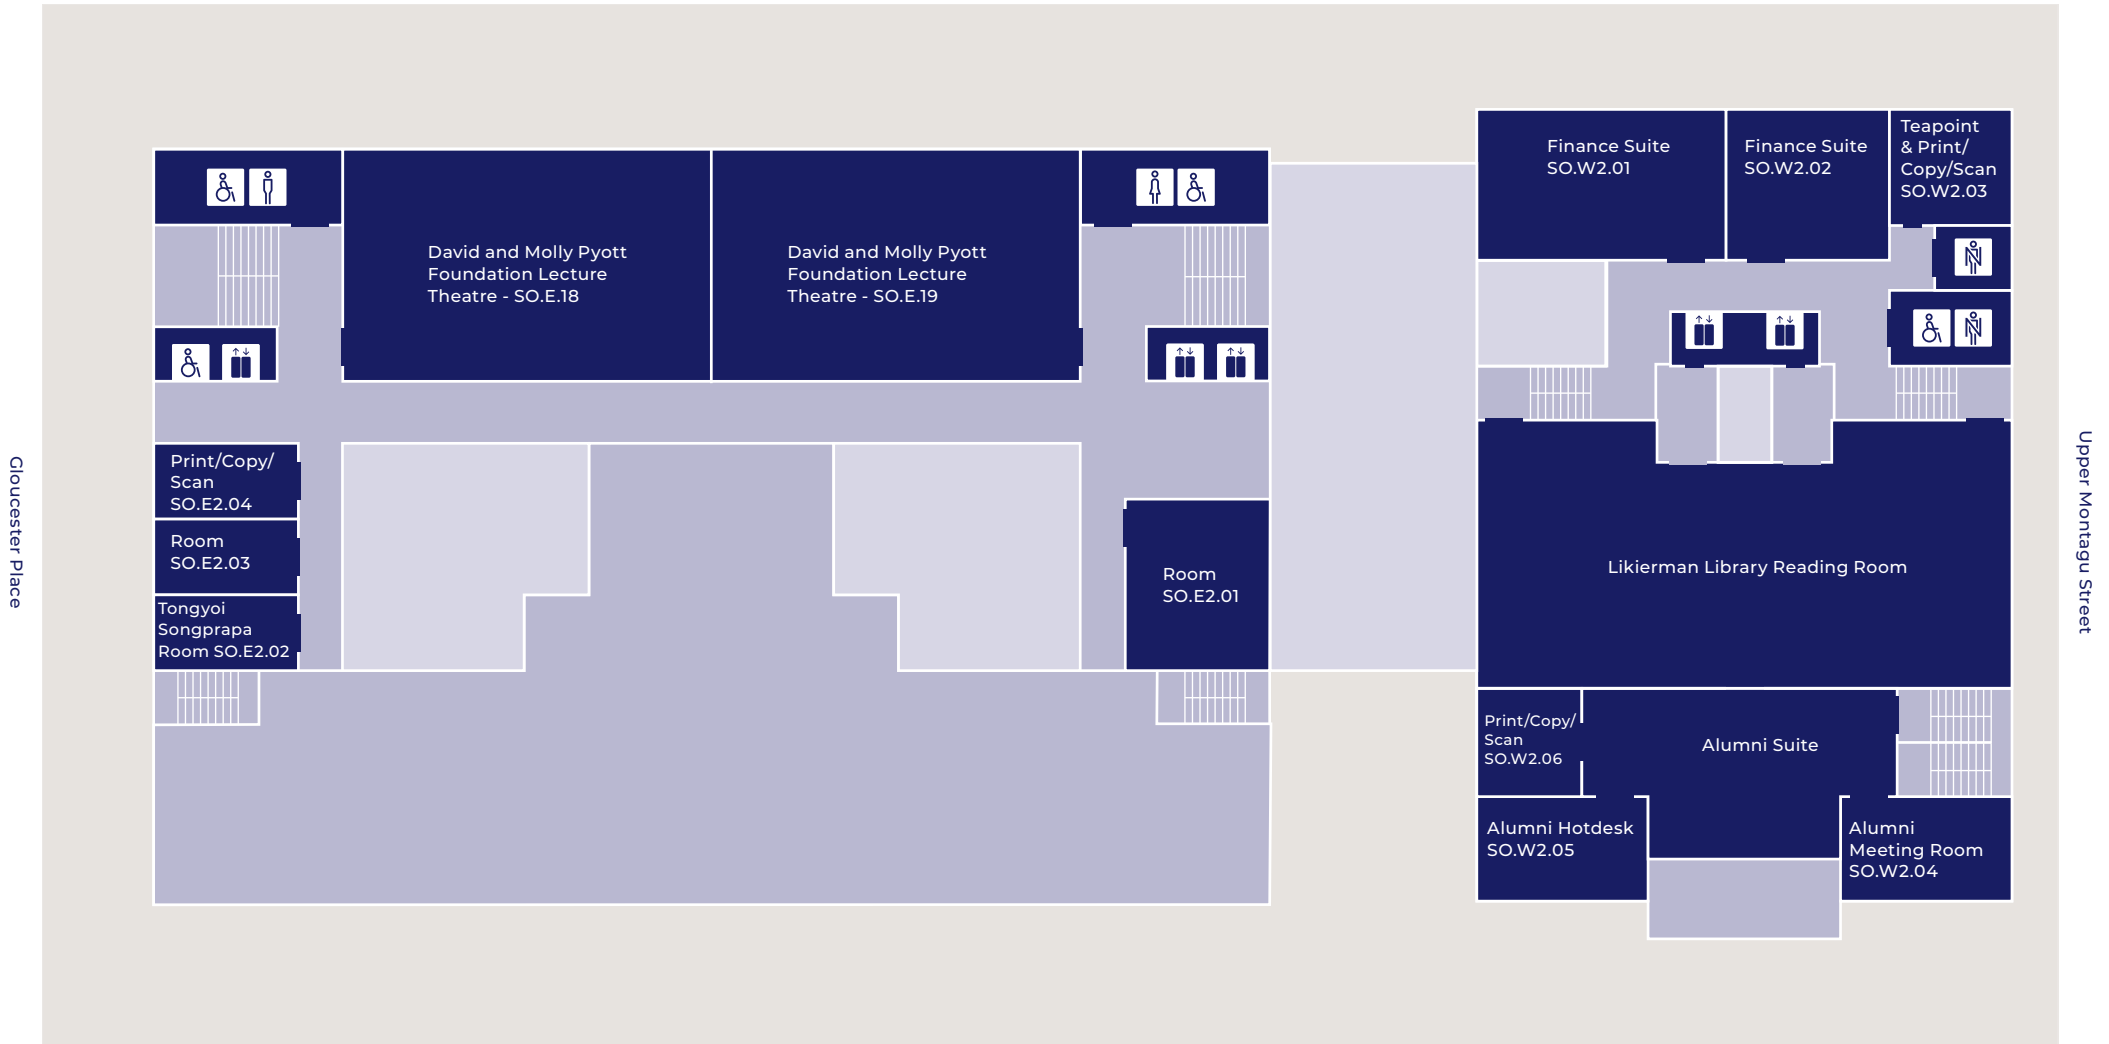 Gloucester Place
David and Molly Pyott
Foundation Lecture
Theatre - SO.E.18
David and Molly Pyott
Foundation Lecture
Theatre - SO.E.19
Print/Copy/
Scan
SO.E2.04
Room
SO.E2.03
Tongyoi
Songprapa
Room SO.E2.02
Room
SO.E2.01
Finance Suite
SO.W2.01
Finance Suite
SO.W2.02
Teapoint
& Print/
Copy/Scan
SO.W2.03
Likierman Library Reading Room
Print/Copy/
Scan
SO.W2.06
Alumni Suite
Alumni Hotdesk
SO.W2.05
Alumni
Meeting Room
SO.W2.04
Upper Montagu Street